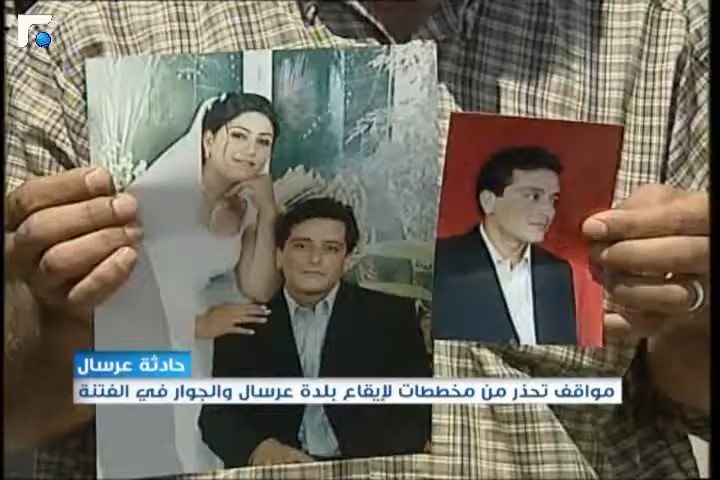 حادثة عرسال
مواقف تحذر من مخططات لإيقاع بلدة عرسال والجوار في الفتنة